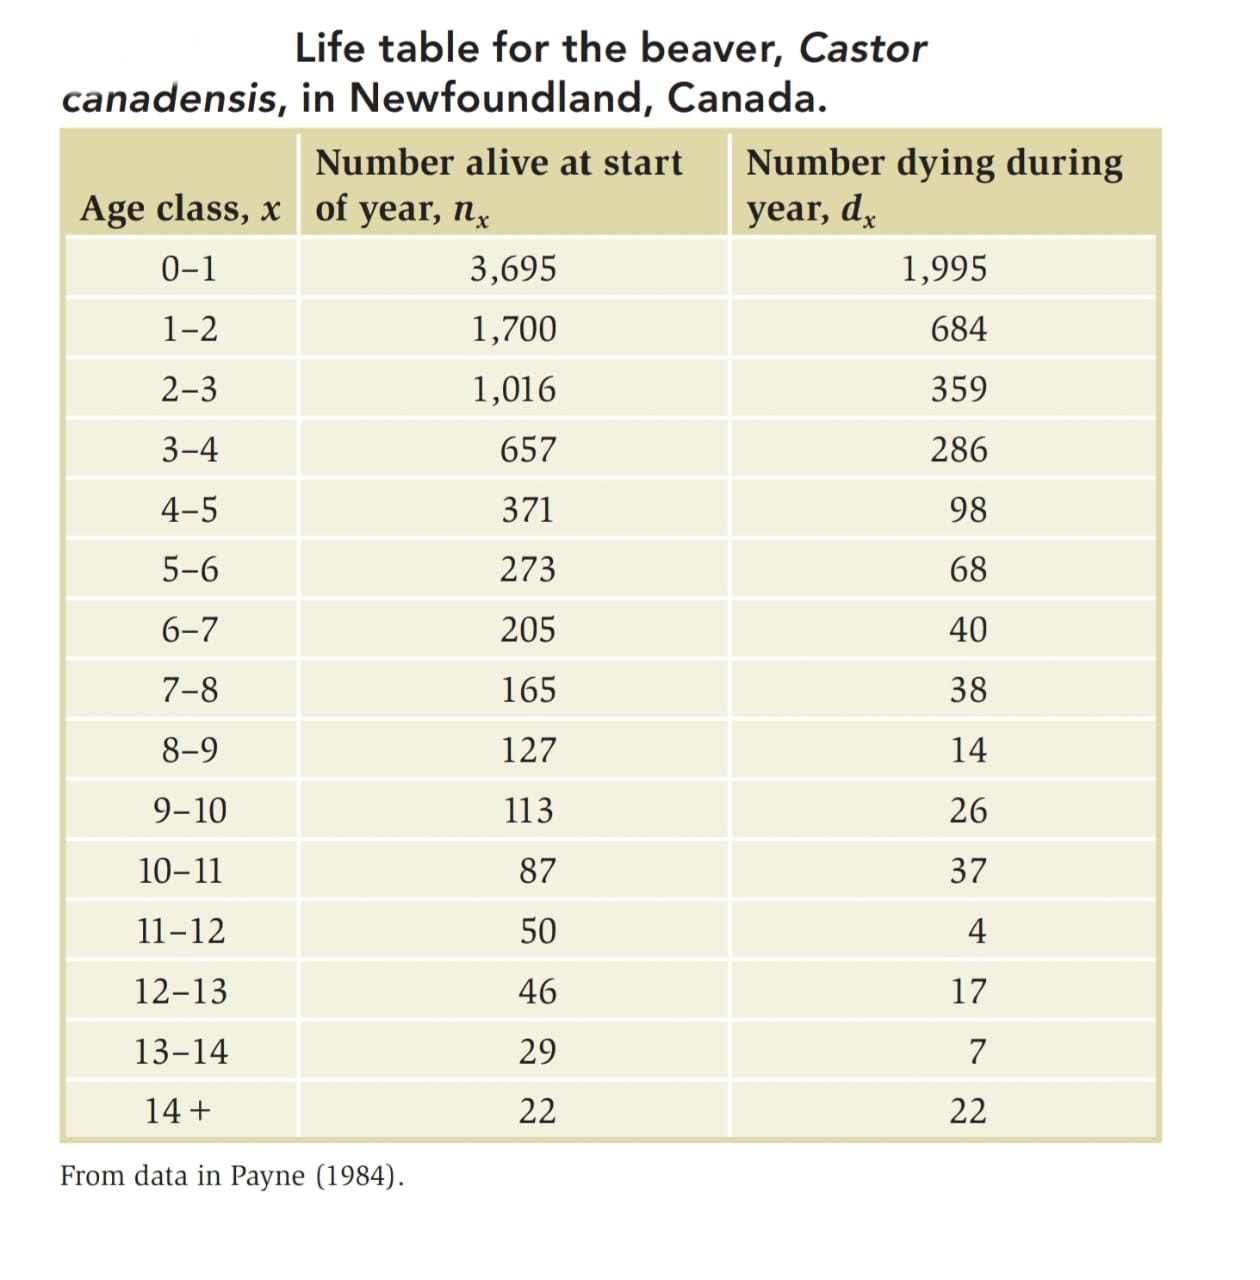 Life table for the beaver, Castor
canadensis, in Newfoundland, Canada.
Age class, x | Number alive at start of year, nx | Number dying during year, dx
0–1 3,695 1,995
1–2 1,700 684
2–3 1,016 359
3–4 657 286
4–5 371 98
5–6 273 68
6–7 205 40
7–8 165 38
8–9 127 14
9–10 113 26
10–11 87 37
11–12 50 4
12–13 46 17
13–14 29 7
14 + 22 22
From data in Payne (1984).